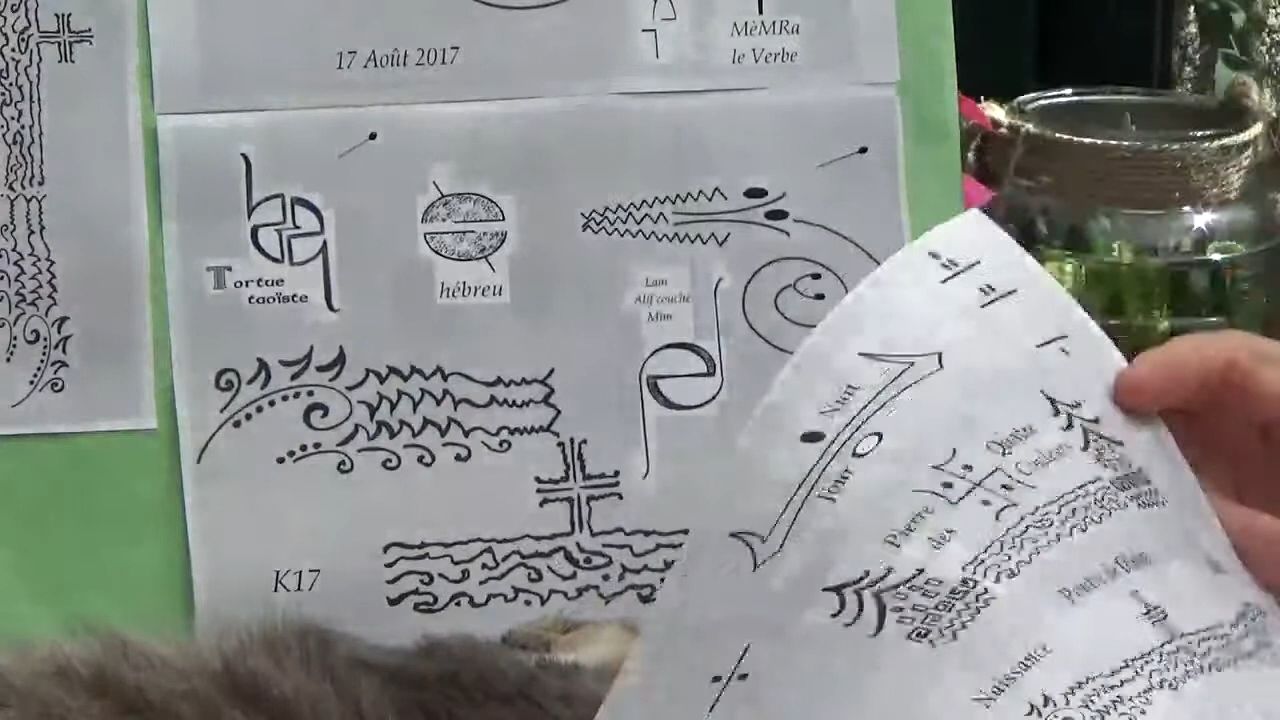 17 Août 2017
MèMRa
le Verbe
Tortue
taoïste
hébreu
Lam
Alif couché
Mim
K17
Nuit
Jour
Pierre
des
Naissance